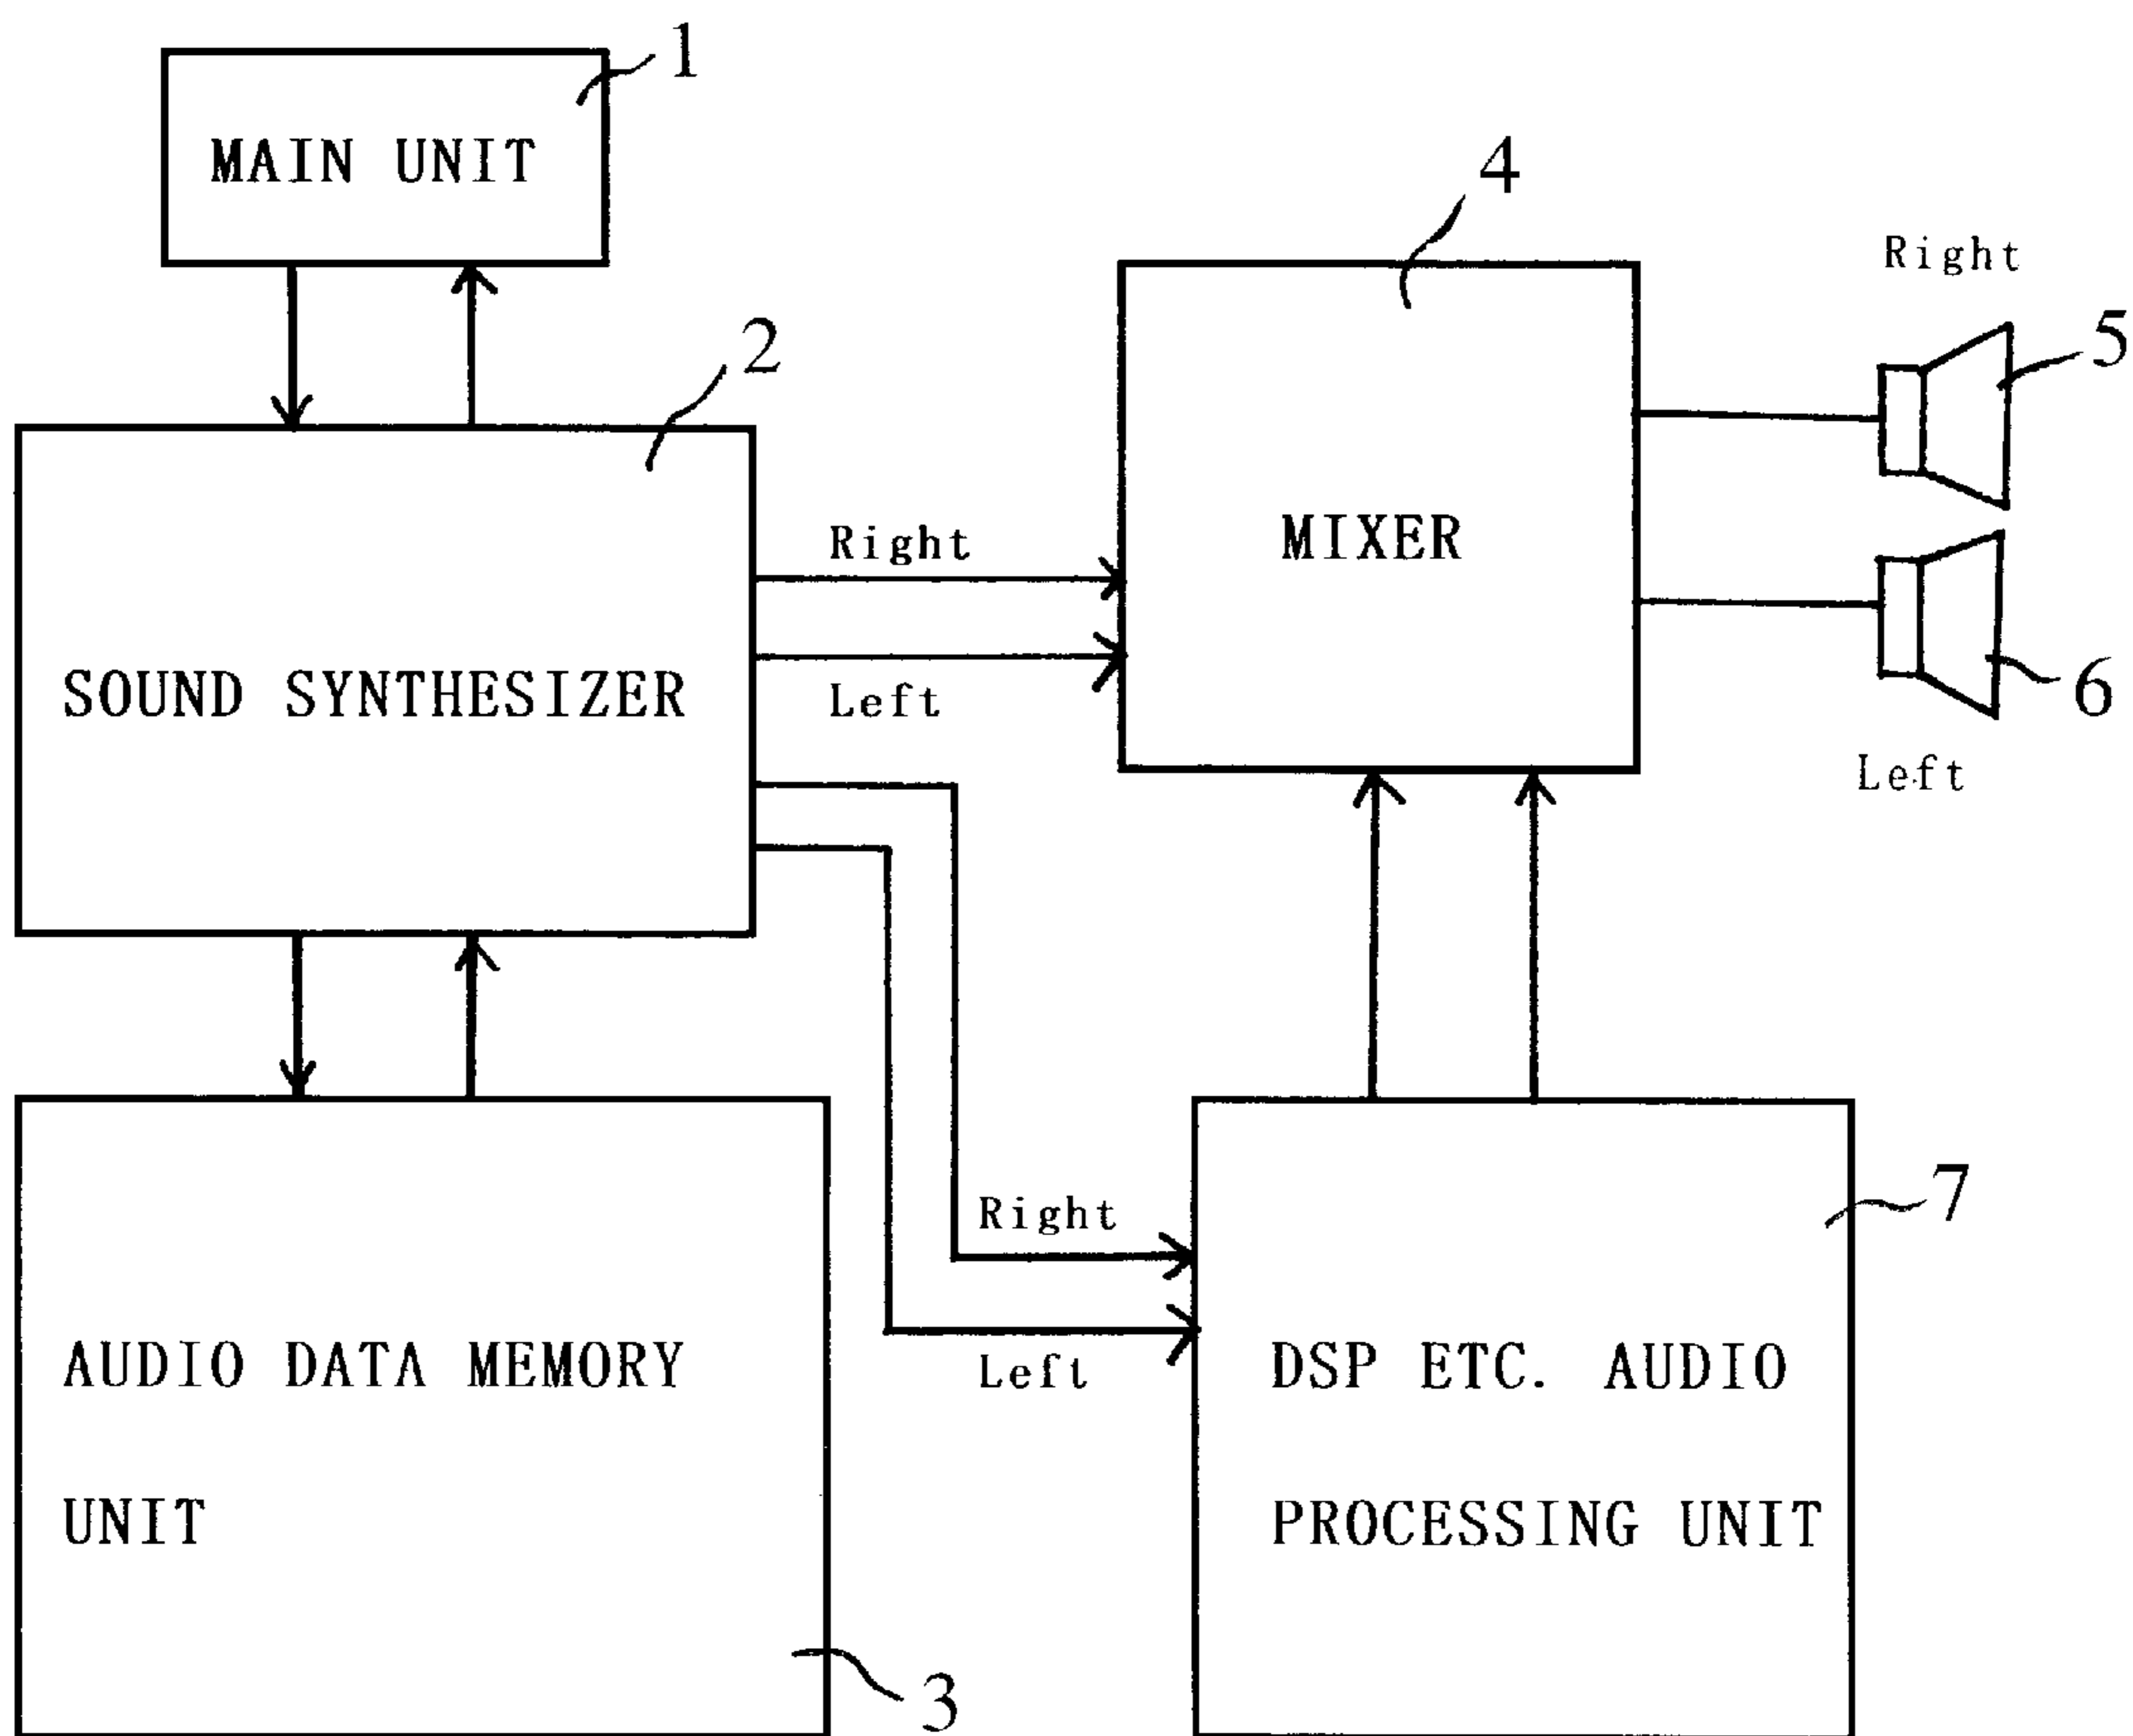 1
MAIN UNIT
2
SOUND SYNTHESIZER
Right
Left
4
MIXER
Right
5
6
Left
AUDIO DATA MEMORY
UNIT
3
Right
Left
7
DSP ETC. AUDIO
PROCESSING UNIT